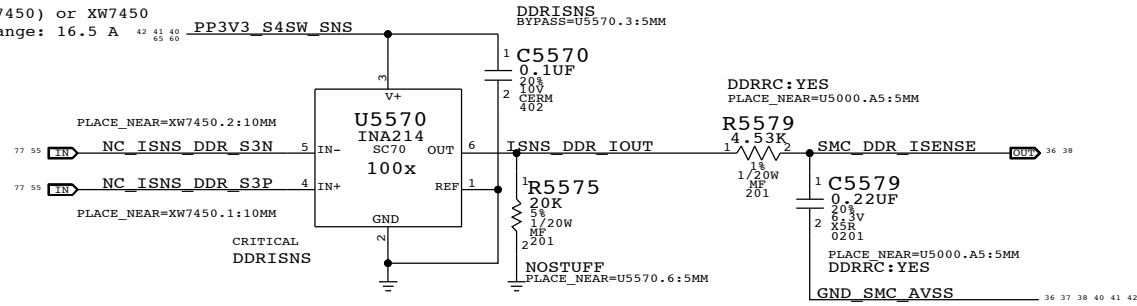 7450) or XW7450
ange: 16.5 A
42 41 40
65 60
PP3V3_S4SW_SNS
DDRISNS
BYPASS=U5570.3:5MM
1
C5570
0.1UF
20%
10V
CERM
402
2
3
V+
U5570
INA214
SC70
100x
PLACE_NEAR=XW7450.2:10MM
77 55
IN
NC_ISNS_DDR_S3N
5
IN-
OUT
6
ISNS_DDR_IOUT
77 55
IN
NC_ISNS_DDR_S3P
4
IN+
REF
1
PLACE_NEAR=XW7450.1:10MM
GND
2
CRITICAL
DDRISNS
1
R5575
20K
5%
1/20W
MF
201
2
NOSTUFF
PLACE_NEAR=U5570.6:5MM
DDRRC:YES
PLACE_NEAR=U5000.A5:5MM
R5579
4.53K
1
2
1%
1/20W
MF
201
SMC_DDR_ISENSE
OUT
36 38
1
C5579
0.22UF
20%
6.3V
X5R
0201
2
PLACE_NEAR=U5000.A5:5MM
DDRRC:YES
GND_SMC_AVSS
36 37 38 40 41 42